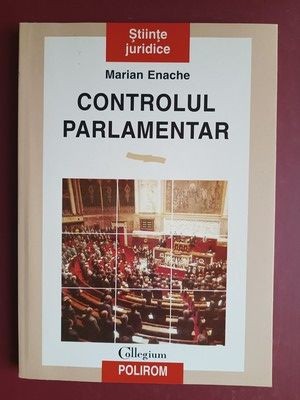 Științe
juridice
Marian Enache
CONTROLUL
PARLAMENTAR
Collegium
POLIROM